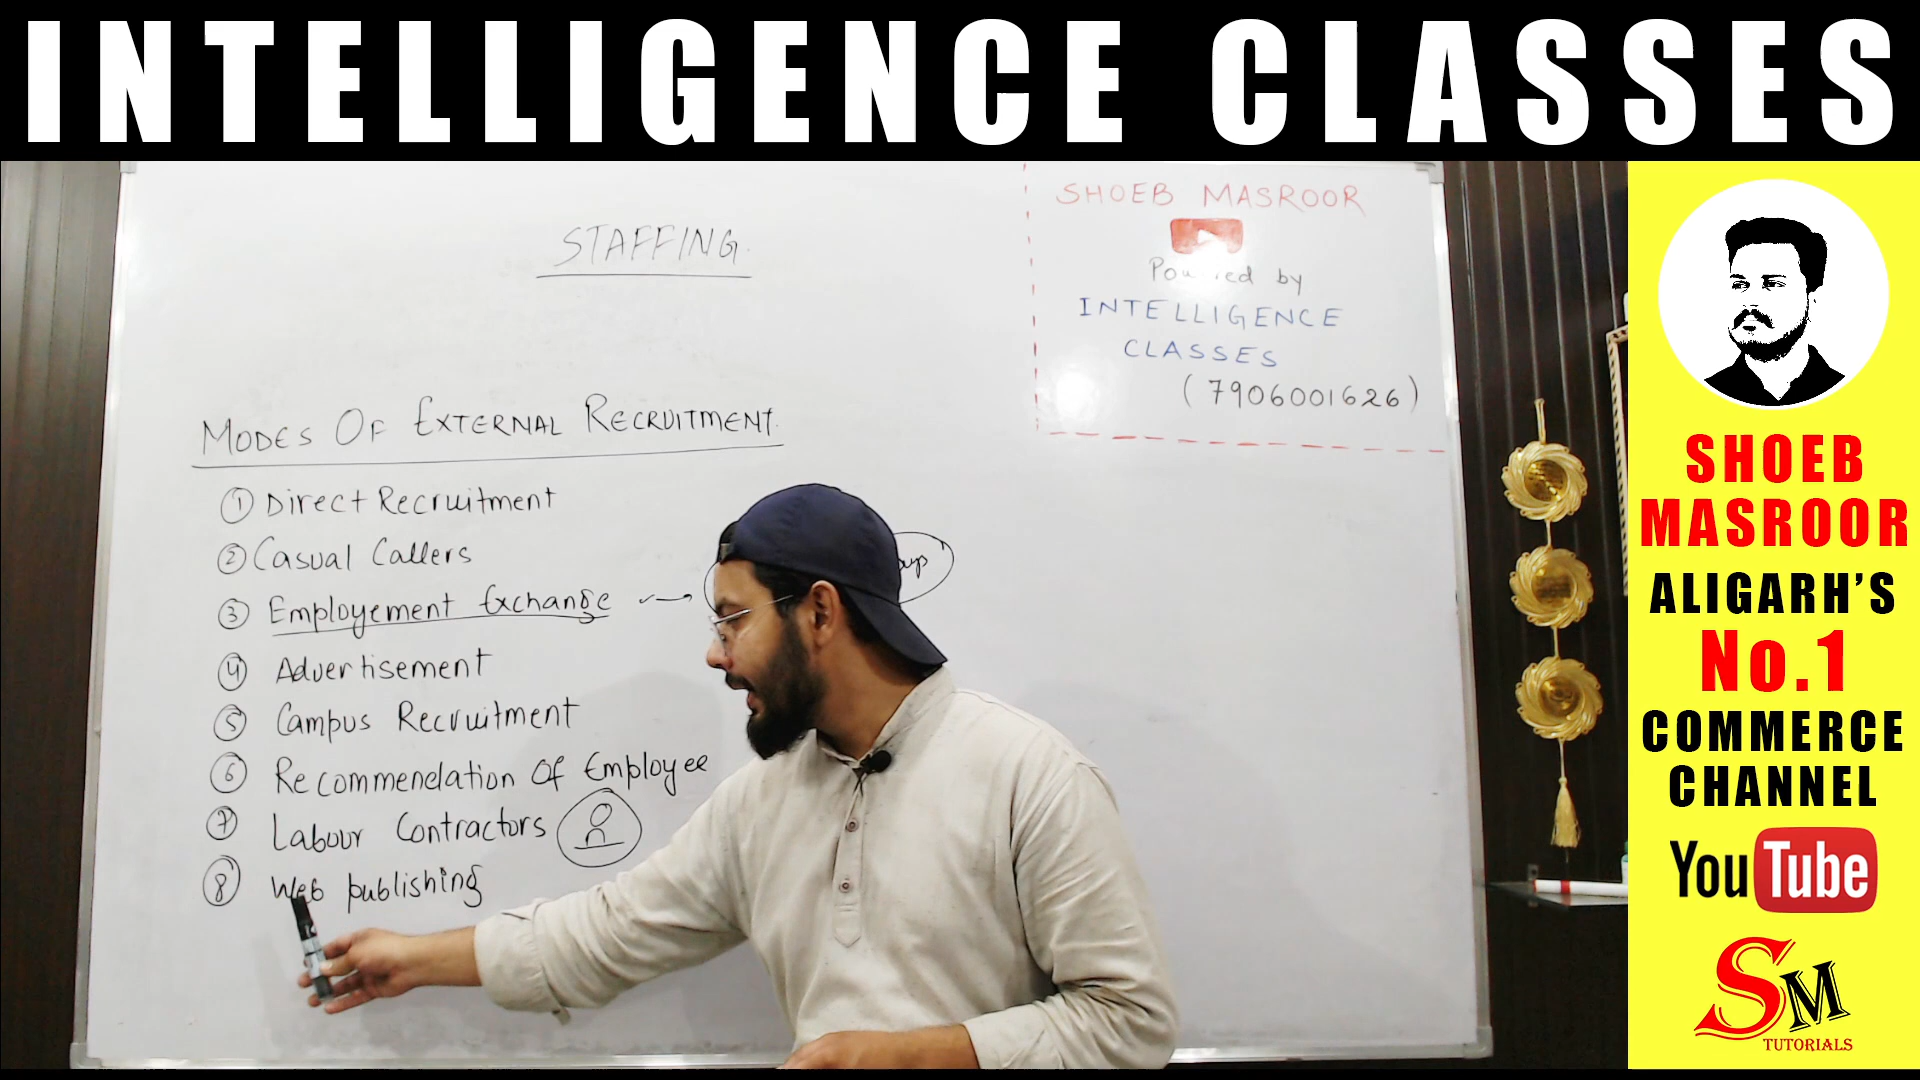 INTELLIGENCE CLASSES
STAFFING.
MODES OF EXTERNAL RECRUITMENT.
① Direct Recruitment
② Casual Callers
③ Employement Exchange
④ Advertisement
⑤ Campus Recruitment
⑥ Recommendation Of Employee
⑦ Labour Contractors
⑧ Web publishing
SHOEB MASROOR
by
INTELLIGENCE
CLASSES
(7906001626)
SHOEB
MASROOR
ALIGARH'S
No.1
COMMERCE
CHANNEL
YouTube
SM
TUTORIALS